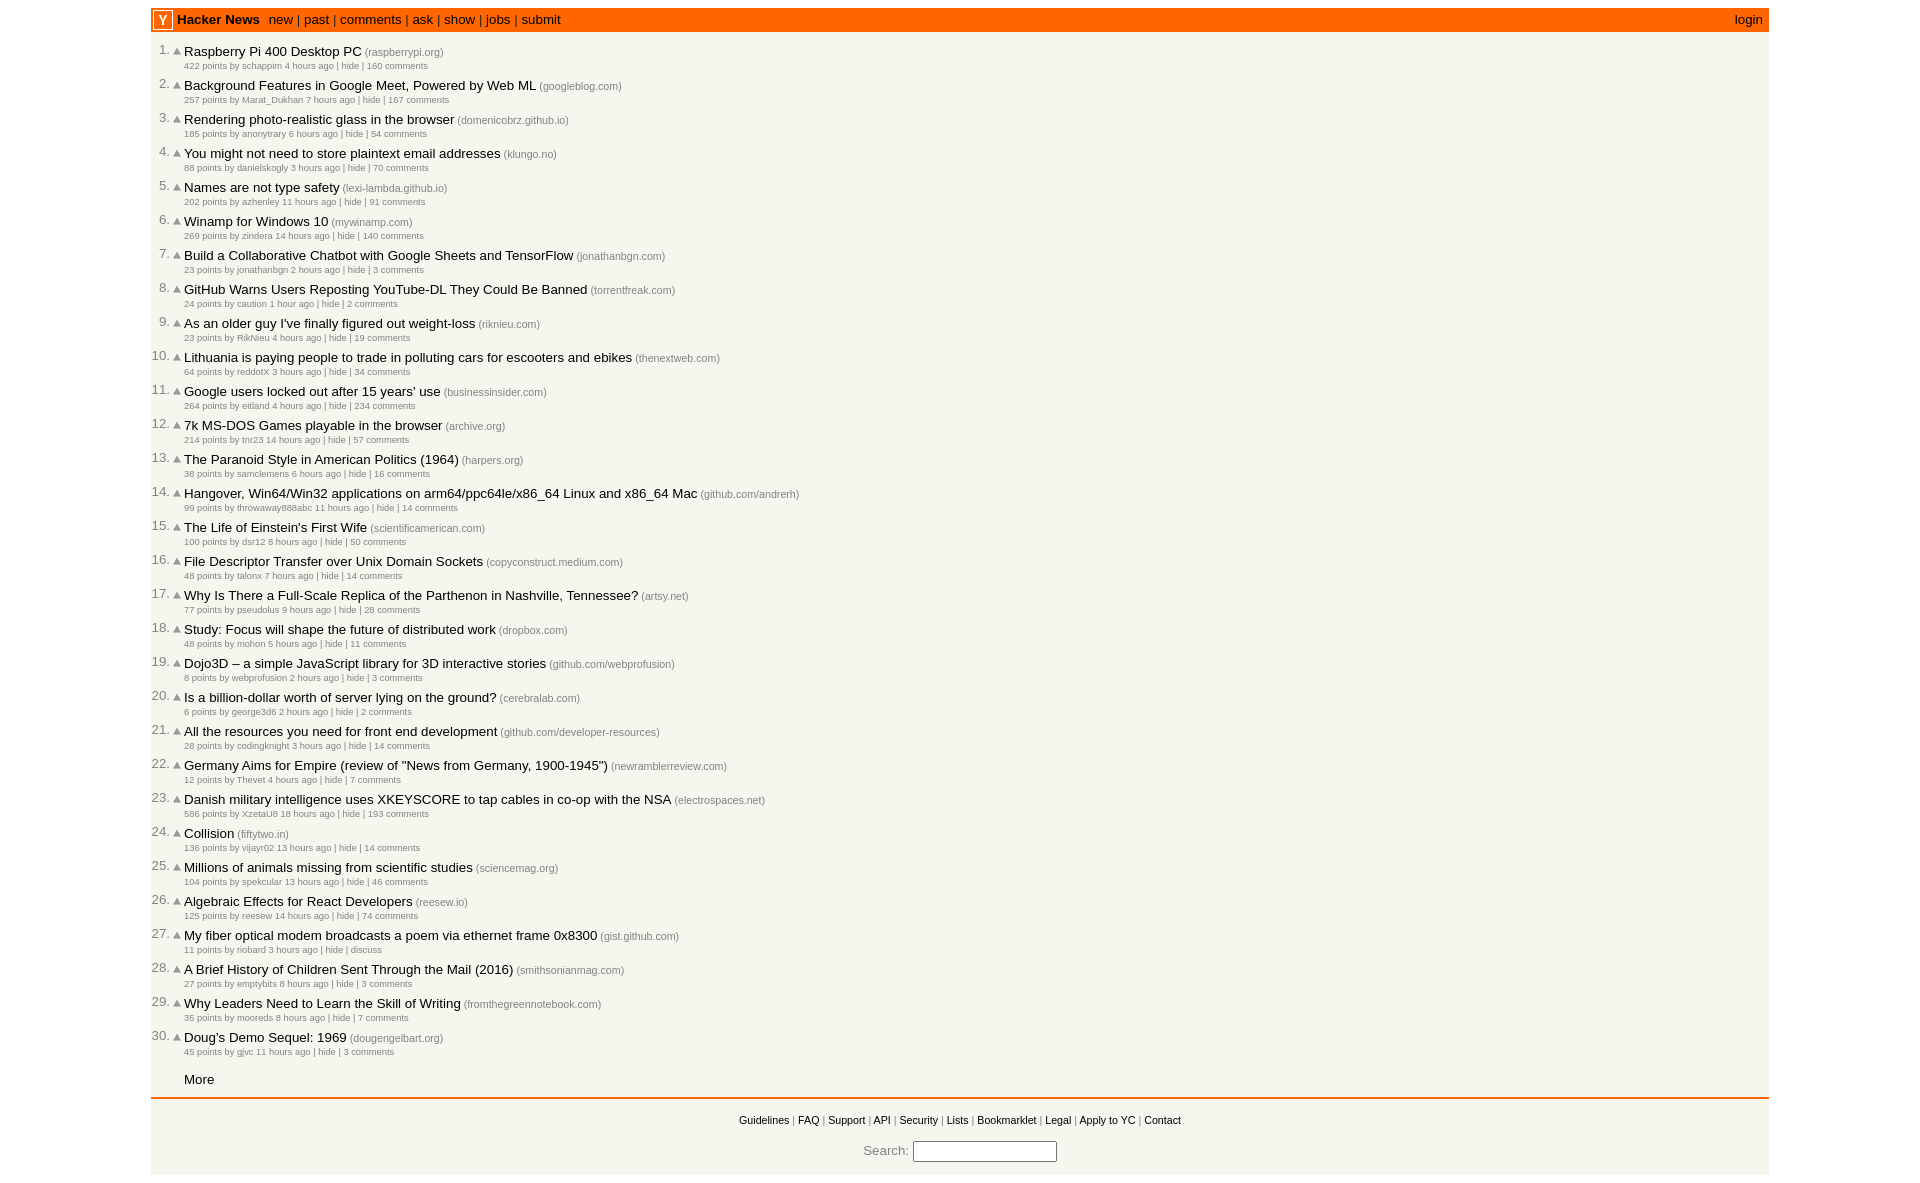 Y Hacker News new | past | comments | ask | show | jobs | submit login
1. Raspberry Pi 400 Desktop PC (raspberrypi.org)
422 points by schappim 4 hours ago | hide | 160 comments
2. Background Features in Google Meet, Powered by Web ML (googleblog.com)
257 points by Marat_Dukhan 7 hours ago | hide | 167 comments
3. Rendering photo-realistic glass in the browser (domenicobrz.github.io)
185 points by anonytrary 6 hours ago | hide | 54 comments
4. You might not need to store plaintext email addresses (klungo.no)
88 points by danielskogly 3 hours ago | hide | 70 comments
5. Names are not type safety (lexi-lambda.github.io)
202 points by azhenley 11 hours ago | hide | 91 comments
6. Winamp for Windows 10 (mywinamp.com)
269 points by zindera 14 hours ago | hide | 140 comments
7. Build a Collaborative Chatbot with Google Sheets and TensorFlow (jonathanbgn.com)
23 points by jonathanbgn 2 hours ago | hide | 3 comments
8. GitHub Warns Users Reposting YouTube-DL They Could Be Banned (torrentfreak.com)
24 points by caution 1 hour ago | hide | 2 comments
9. As an older guy I've finally figured out weight-loss (riknieu.com)
23 points by RikNieu 4 hours ago | hide | 19 comments
10. Lithuania is paying people to trade in polluting cars for escooters and ebikes (thenextweb.com)
64 points by reddotX 3 hours ago | hide | 34 comments
11. Google users locked out after 15 years' use (businessinsider.com)
264 points by eitland 4 hours ago | hide | 234 comments
12. 7k MS-DOS Games playable in the browser (archive.org)
214 points by tnr23 14 hours ago | hide | 57 comments
13. The Paranoid Style in American Politics (1964) (harpers.org)
38 points by samclemens 6 hours ago | hide | 16 comments
14. Hangover, Win64/Win32 applications on arm64/ppc64le/x86_64 Linux and x86_64 Mac (github.com/andrerh)
99 points by throwaway888abc 11 hours ago | hide | 14 comments
15. The Life of Einstein's First Wife (scientificamerican.com)
100 points by dsr12 8 hours ago | hide | 50 comments
16. File Descriptor Transfer over Unix Domain Sockets (copyconstruct.medium.com)
48 points by talonx 7 hours ago | hide | 14 comments
17. Why Is There a Full-Scale Replica of the Parthenon in Nashville, Tennessee? (artsy.net)
77 points by pseudolus 9 hours ago | hide | 28 comments
18. Study: Focus will shape the future of distributed work (dropbox.com)
48 points by mohon 5 hours ago | hide | 11 comments
19. Dojo3D – a simple JavaScript library for 3D interactive stories (github.com/webprofusion)
8 points by webprofusion 2 hours ago | hide | 3 comments
20. Is a billion-dollar worth of server lying on the ground? (cerebralab.com)
6 points by george3d6 2 hours ago | hide | 2 comments
21. All the resources you need for front end development (github.com/developer-resources)
28 points by codingknight 3 hours ago | hide | 14 comments
22. Germany Aims for Empire (review of "News from Germany, 1900-1945") (newramblerreview.com)
12 points by Thevet 4 hours ago | hide | 7 comments
23. Danish military intelligence uses XKEYSCORE to tap cables in co-op with the NSA (electrospaces.net)
586 points by XzetaU8 18 hours ago | hide | 193 comments
24. Collision (fiftytwo.in)
136 points by vijayr02 13 hours ago | hide | 14 comments
25. Millions of animals missing from scientific studies (sciencemag.org)
104 points by spekcular 13 hours ago | hide | 46 comments
26. Algebraic Effects for React Developers (reesew.io)
125 points by reesew 14 hours ago | hide | 74 comments
27. My fiber optical modem broadcasts a poem via ethernet frame 0x8300 (gist.github.com)
11 points by riobard 3 hours ago | hide | discuss
28. A Brief History of Children Sent Through the Mail (2016) (smithsonianmag.com)
27 points by emptybits 8 hours ago | hide | 3 comments
29. Why Leaders Need to Learn the Skill of Writing (fromthegreennotebook.com)
35 points by mooreds 8 hours ago | hide | 7 comments
30. Doug's Demo Sequel: 1969 (dougengelbart.org)
45 points by gjvc 11 hours ago | hide | 3 comments
More
Guidelines | FAQ | Support | API | Security | Lists | Bookmarklet | Legal | Apply to YC | Contact
Search: